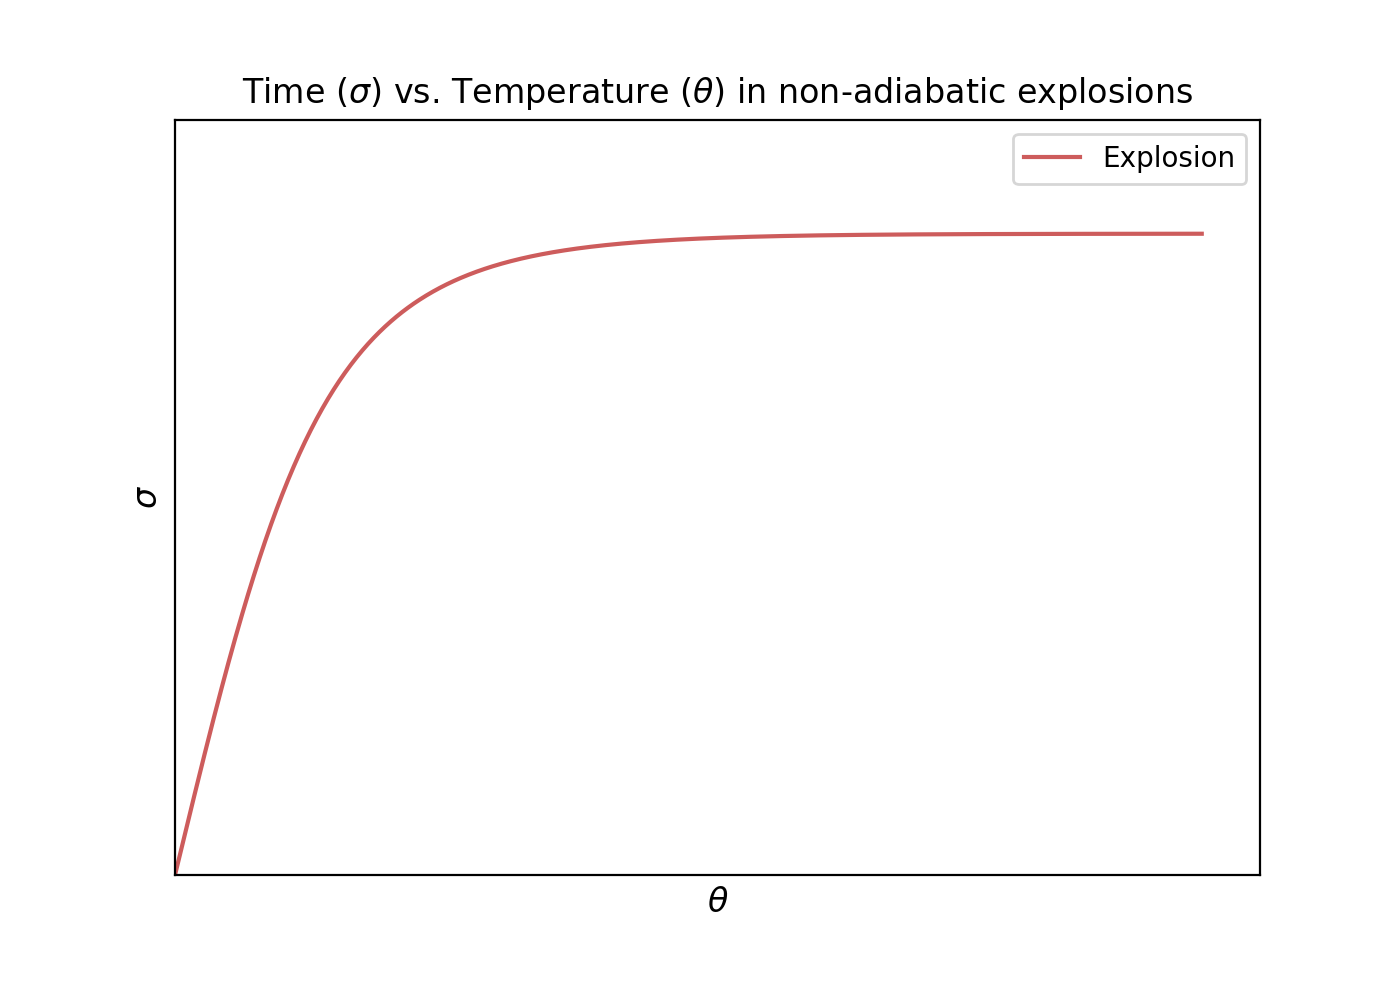 Time (σ) vs. Temperature (θ) in non-adiabatic explosions
Explosion
σ
θ